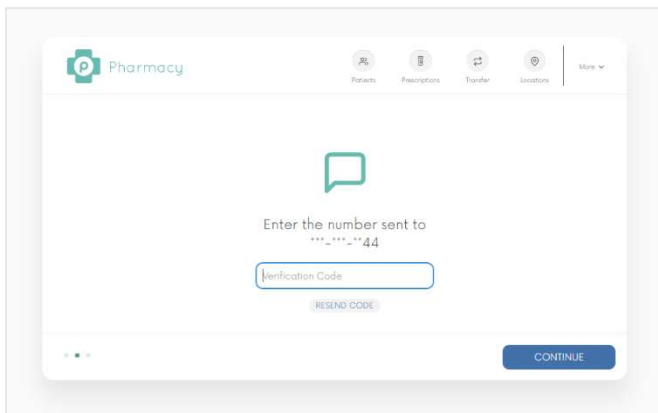 Pharmacy
Patients
Prescriptions
Transfer
Locations
More
Enter the number sent to
***-***-**44
Verification Code
RESEND CODE
CONTINUE